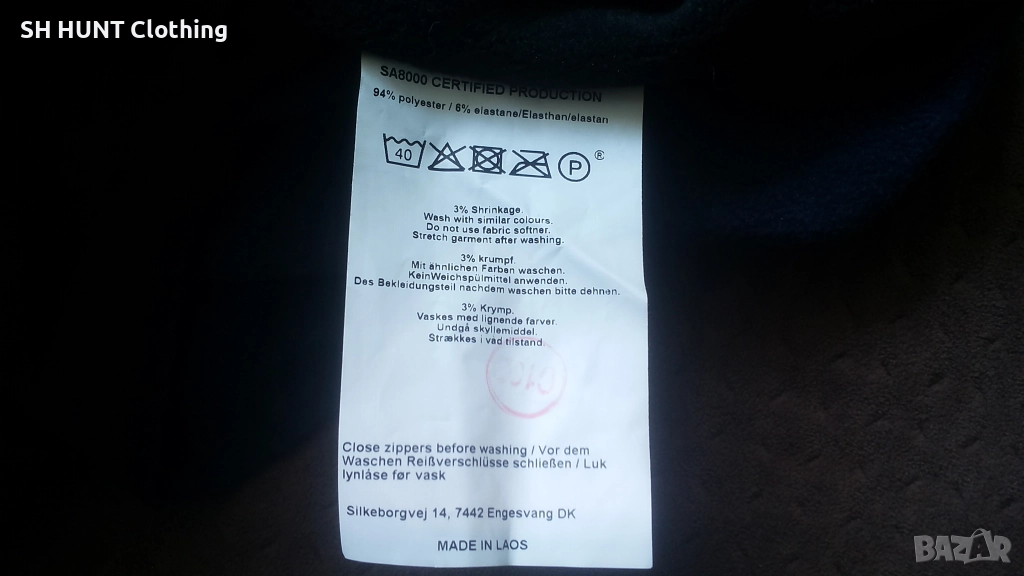 SH HUNT Clothing
SA8000 CERTIFIED PRODUCTION
94% polyester / 6% elastane/Elasthan/elastan
40
P ®
3% Shrinkage.
Wash with similar colours.
Do not use fabric softner.
Stretch garment after washing.
3% krumpf.
Mit ähnlichen Farben waschen.
KeinWeichspülmittel anwenden.
Des Bekleidungsteil nachdem waschen bitte dehnen.
3% Krymp.
Vaskes med lignende farver.
Undgå skyllemiddel.
Strækkes i våd tilstand.
Close zippers before washing / Vor dem
Waschen Reißverschlüsse schließen / Luk
lynlåse før vask
Silkeborgvej 14, 7442 Engesvang DK
MADE IN LAOS
BAZAR